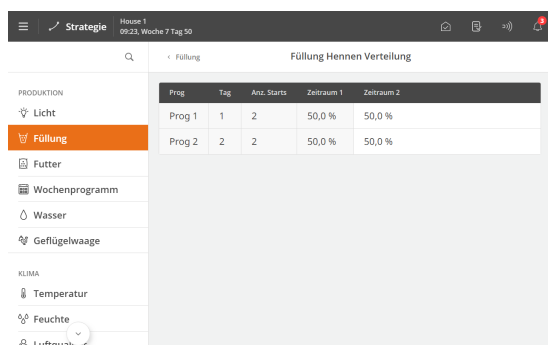 Strategie
House 1
09:23, Woche 7 Tag 50
3
‹ Füllung
Füllung Hennen Verteilung
PRODUKTION
Licht
Füllung
Futter
Wochenprogramm
Wasser
Geflügelwaage
KLIMA
Temperatur
Feuchte
Prog Tag Anz. Starts Zeitraum 1 Zeitraum 2
Prog 1 1 2 50,0 % 50,0 %
Prog 2 2 2 50,0 % 50,0 %